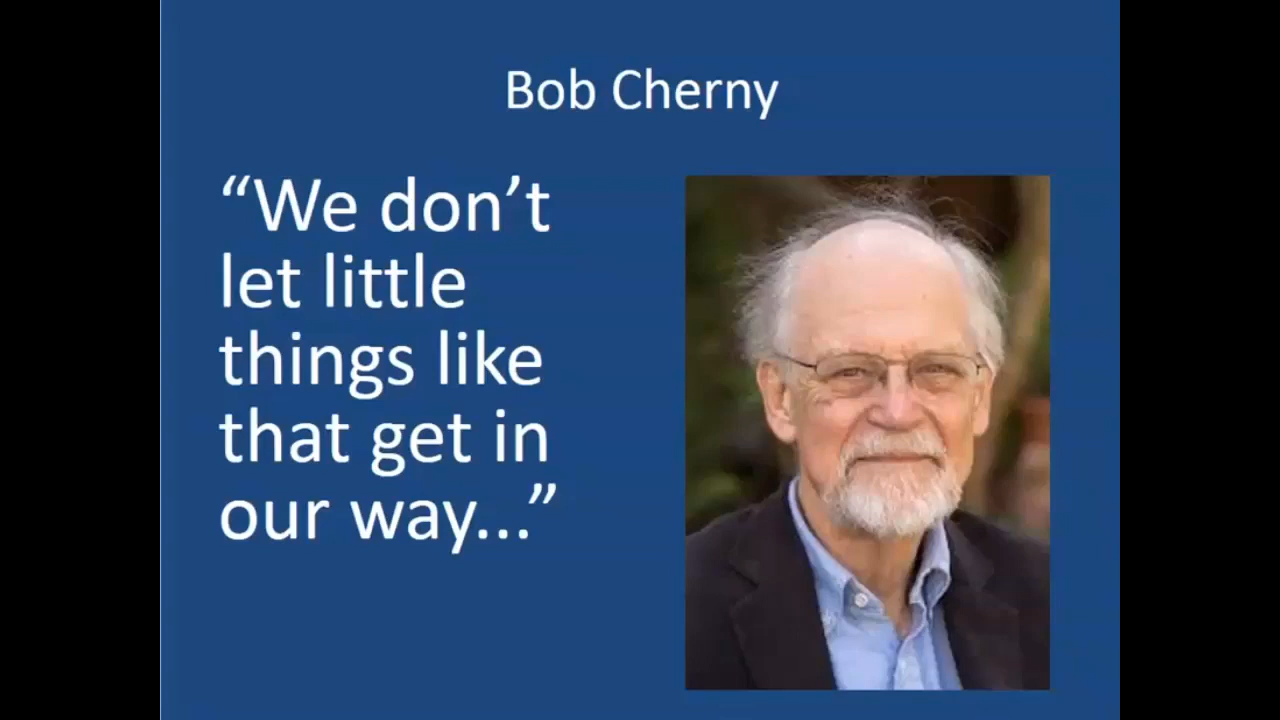 Bob Cherny
“We don’t
let little
things like
that get in
our way...”